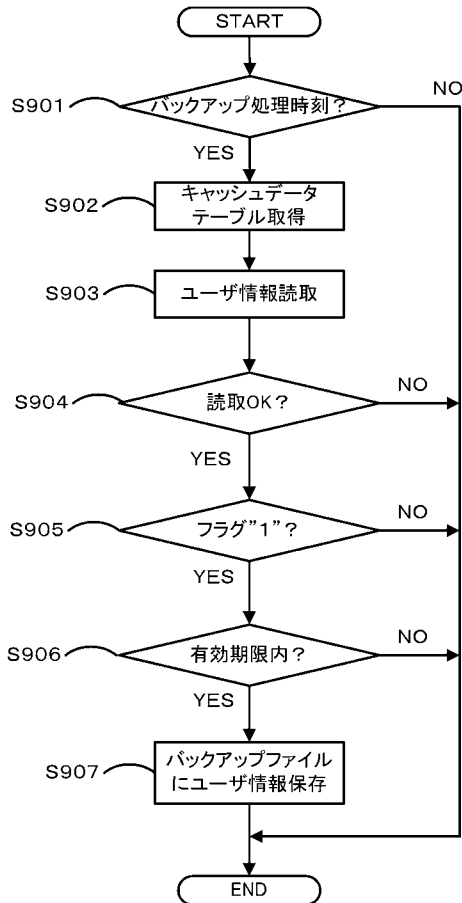 START
S901
バックアップ処理時刻？
NO
YES
S902
キャッシュデータ
テーブル取得
S903
ユーザ情報読取
S904
読取OK？
NO
YES
S905
フラグ"1"？
NO
YES
S906
有効期限内？
NO
YES
S907
バックアップファイル
にユーザ情報保存
END